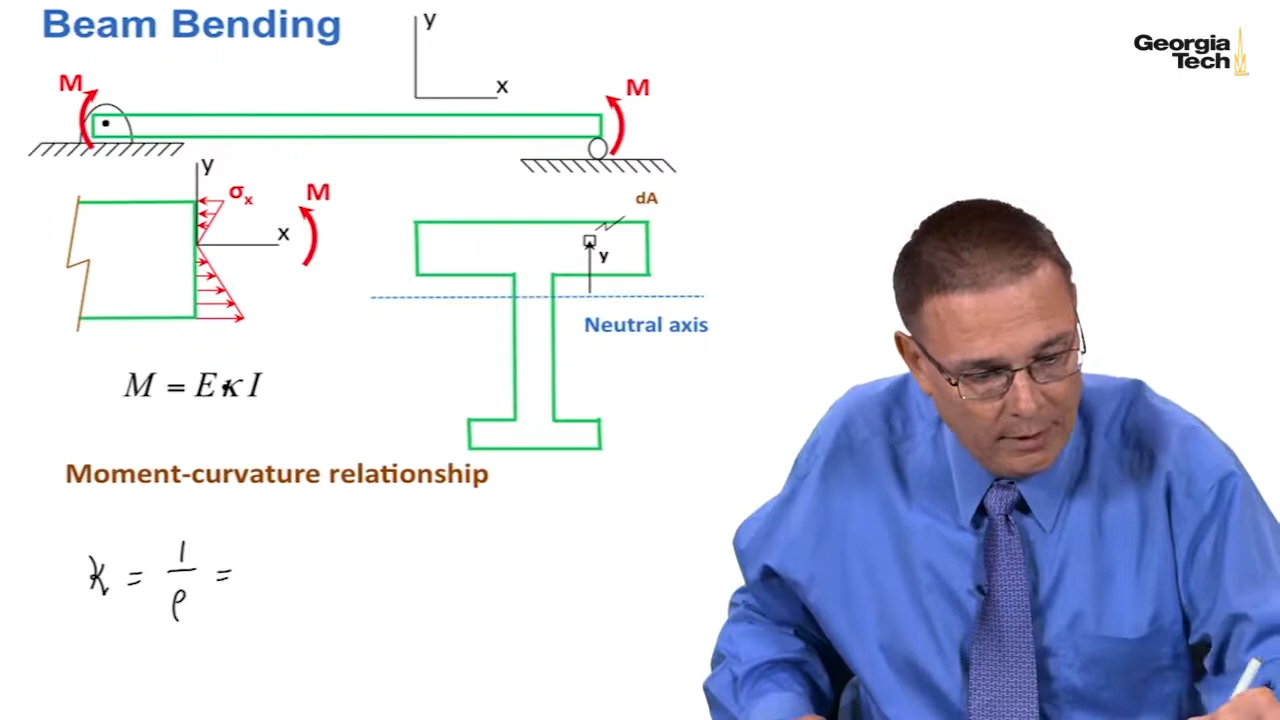 Beam Bending
Georgia
Tech
y
x
M
M
y
σx
M
x
dA
y
Neutral axis
M = EκI
Moment-curvature relationship
κ = 1/ρ =